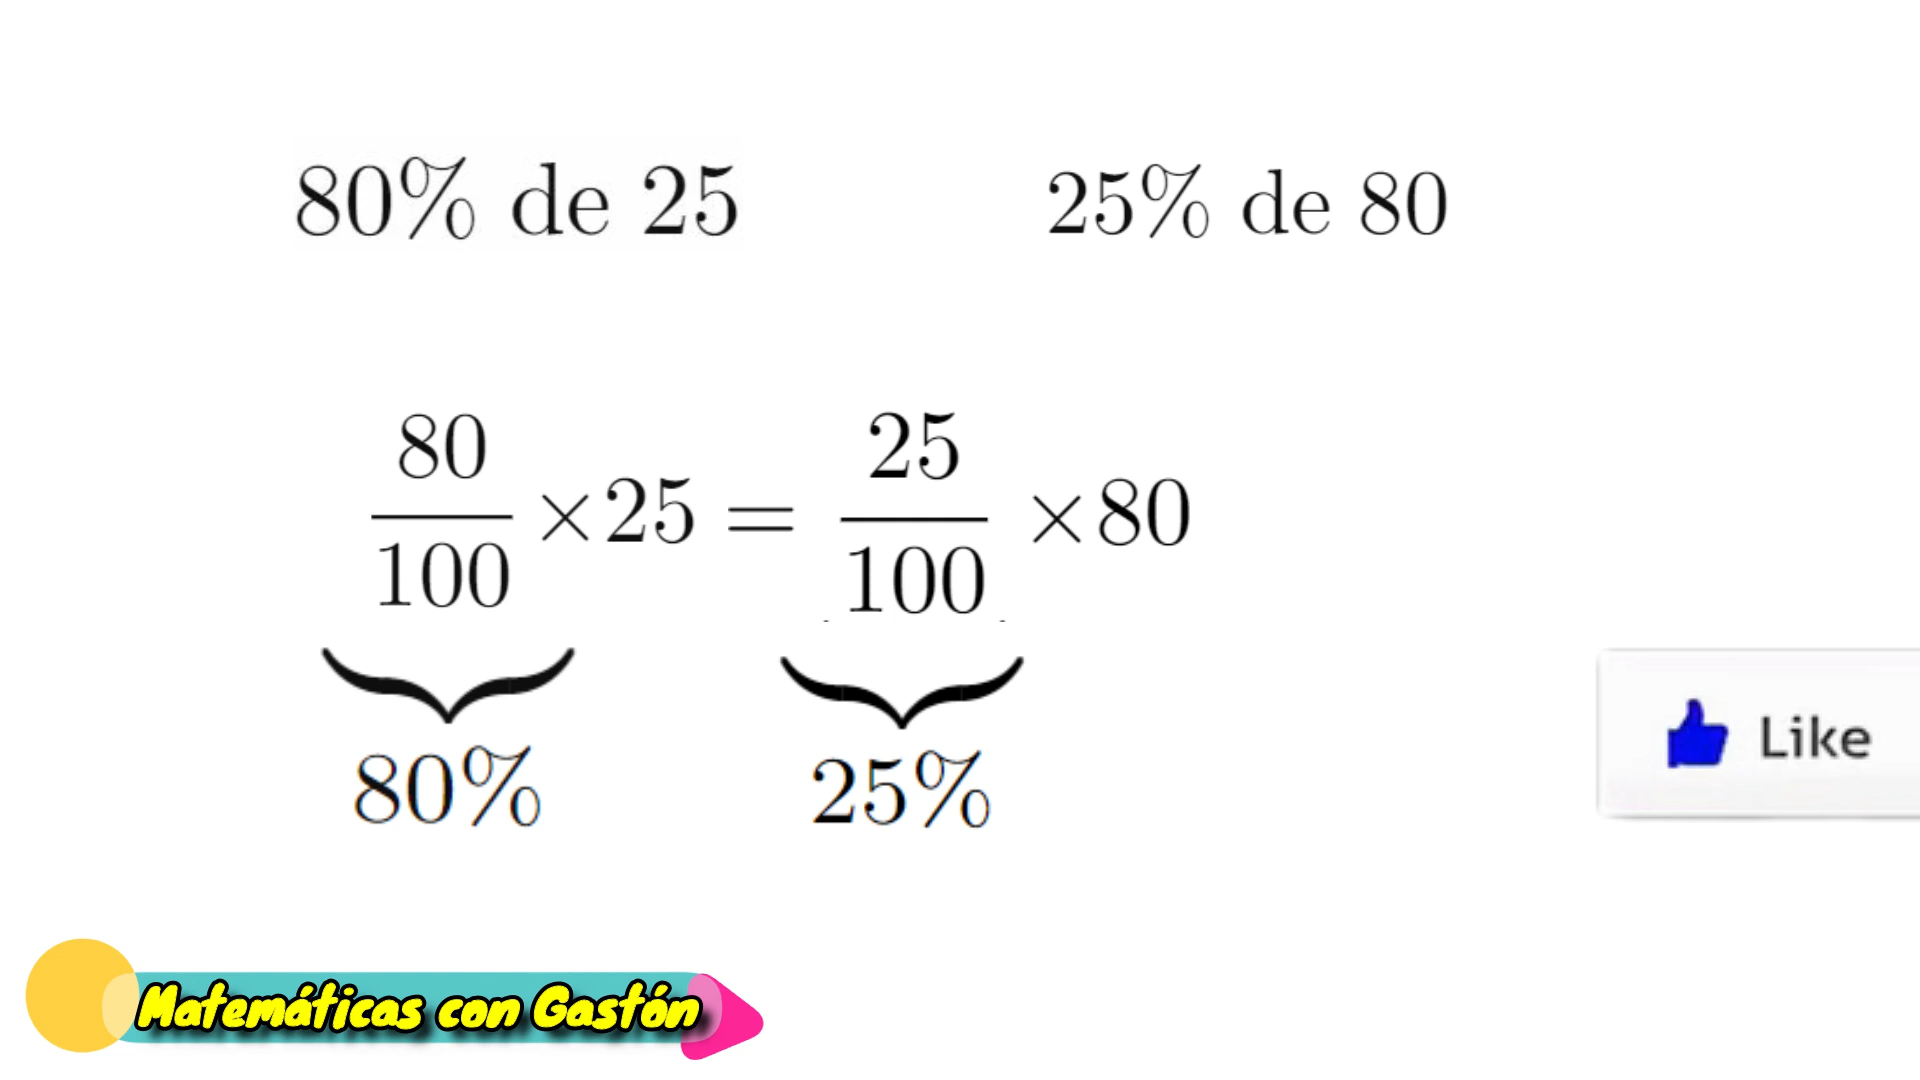 80% de 25
25% de 80
80/100 ×25 = 25/100 ×80
80%
25%
Like
Matemáticas con Gastón